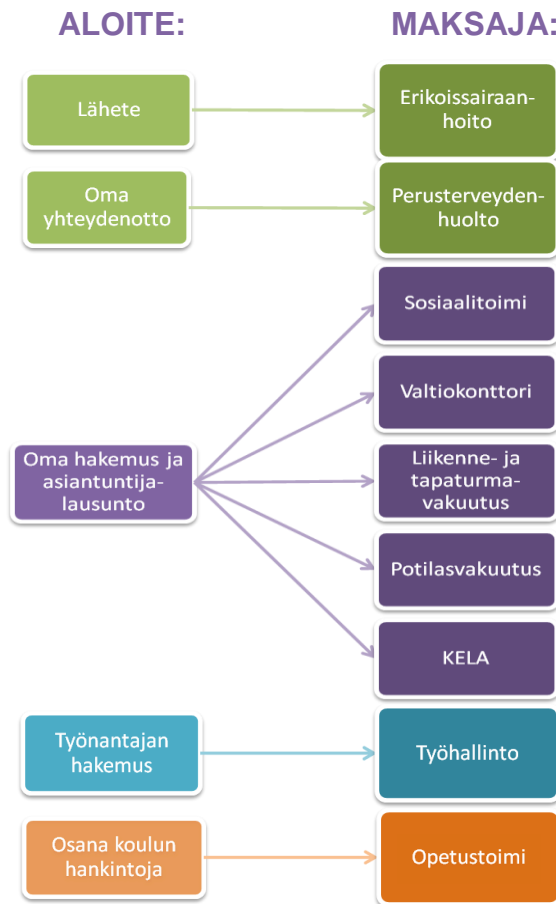 ALOITE:
MAKSAJA:
Lähete
Erikoissairaan-
hoito
Oma
yhteydenotto
Perusterveyden-
huolto
Sosiaalitoimi
Valtiokonttori
Oma hakemus ja
asiantuntija-
lausunto
Liikenne- ja
tapaturma-
vakuutus
Potilasvakuutus
KELA
Työnantajan
hakemus
Työhallinto
Osana koulun
hankintoja
Opetustoimi